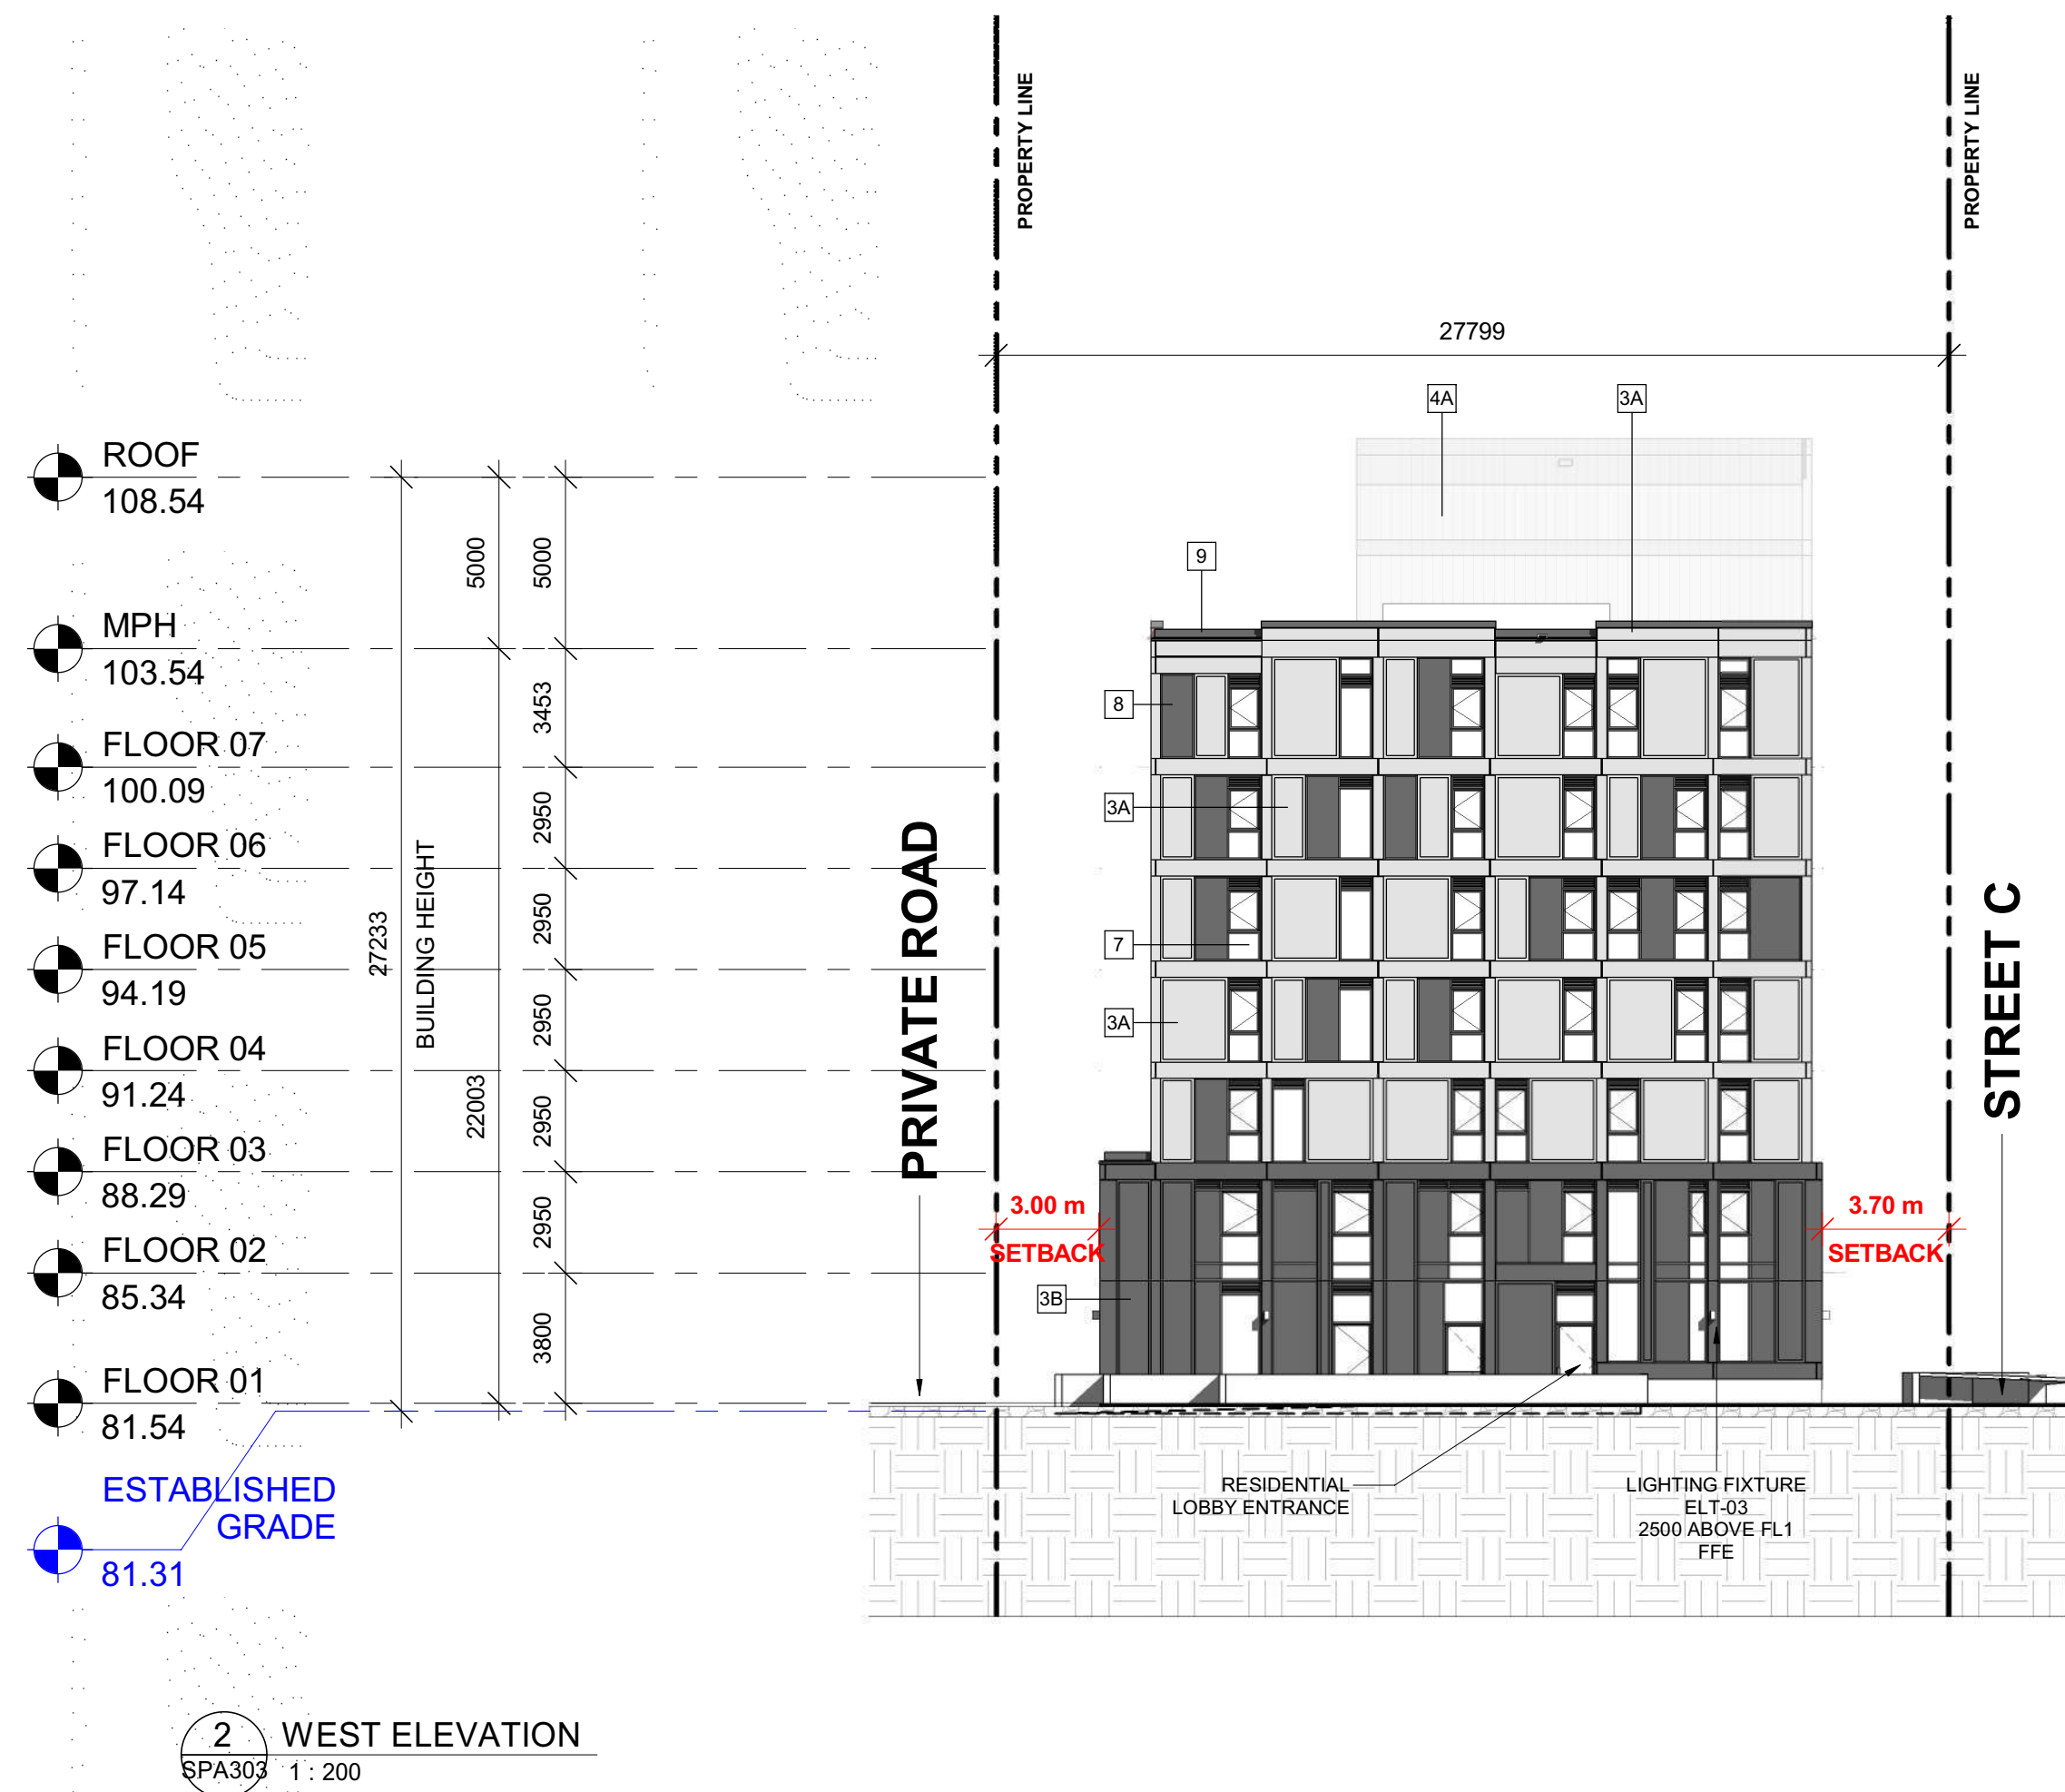 PROPERTY LINE
PROPERTY LINE
27799
4A
3A
9
ROOF
108.54
5000
5000
MPH
103.54
3453
8
FLOOR 07
100.09
2950
3A
FLOOR 06
97.14
2950
7
FLOOR 05
94.19
27233
BUILDING HEIGHT
2950
3A
FLOOR 04
91.24
22003
2950
PRIVATE ROAD
STREET C
FLOOR 03
88.29
2950
3.00 m
SETBACK
3.70 m
SETBACK
FLOOR 02
85.34
3B
3800
FLOOR 01
81.54
ESTABLISHED
GRADE
81.31
RESIDENTIAL
LOBBY ENTRANCE
LIGHTING FIXTURE
ELT-03
2500 ABOVE FL1
FFE
2
SPA303
WEST ELEVATION
1 : 200